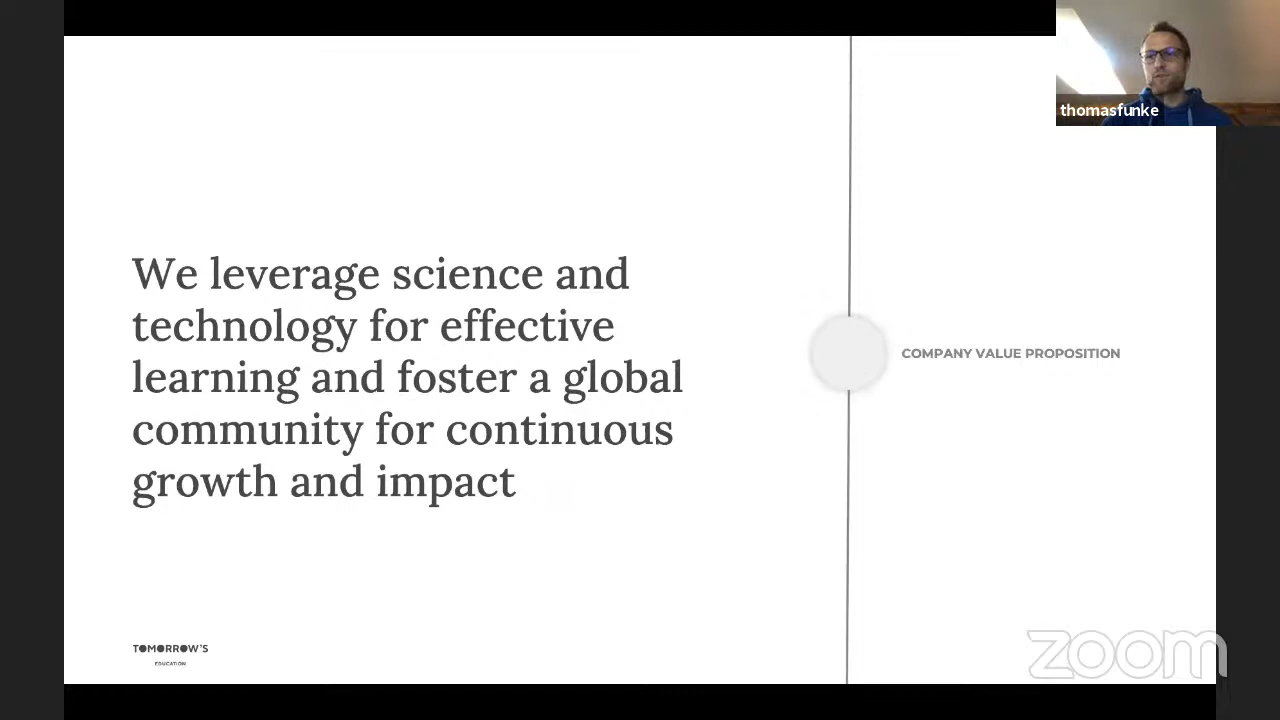 thomasfunke
We leverage science and
technology for effective
learning and foster a global
community for continuous
growth and impact
COMPANY VALUE PROPOSITION
TOMORROW'S
EDUCATION
zoom